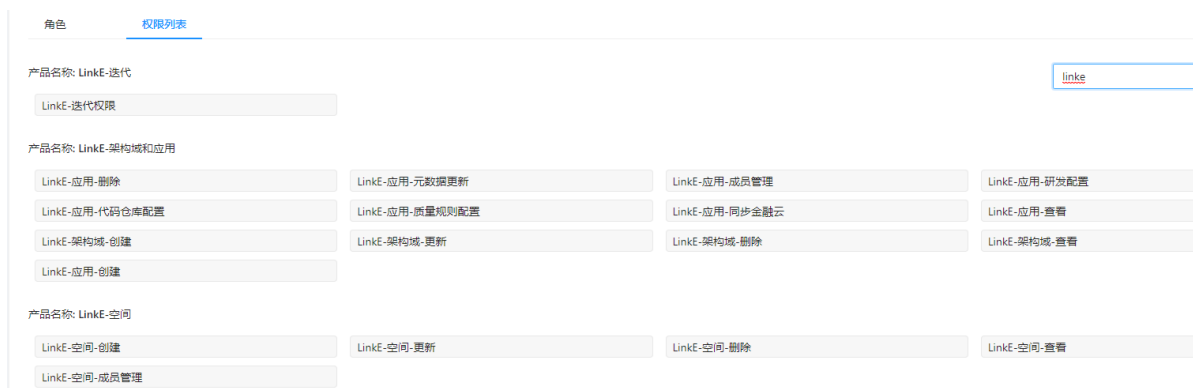 角色 权限列表
产品名称: LinkE-迭代 linke
LinkE-迭代权限
产品名称: LinkE-架构域和应用
LinkE-应用-删除 LinkE-应用-元数据更新 LinkE-应用-成员管理 LinkE-应用-研发配置
LinkE-应用-代码仓库配置 LinkE-应用-质量规则配置 LinkE-应用-同步金融云 LinkE-应用-查看
LinkE-架构域-创建 LinkE-架构域-更新 LinkE-架构域-删除 LinkE-架构域-查看
LinkE-应用-创建
产品名称: LinkE-空间
LinkE-空间-创建 LinkE-空间-更新 LinkE-空间-删除 LinkE-空间-查看
LinkE-空间-成员管理